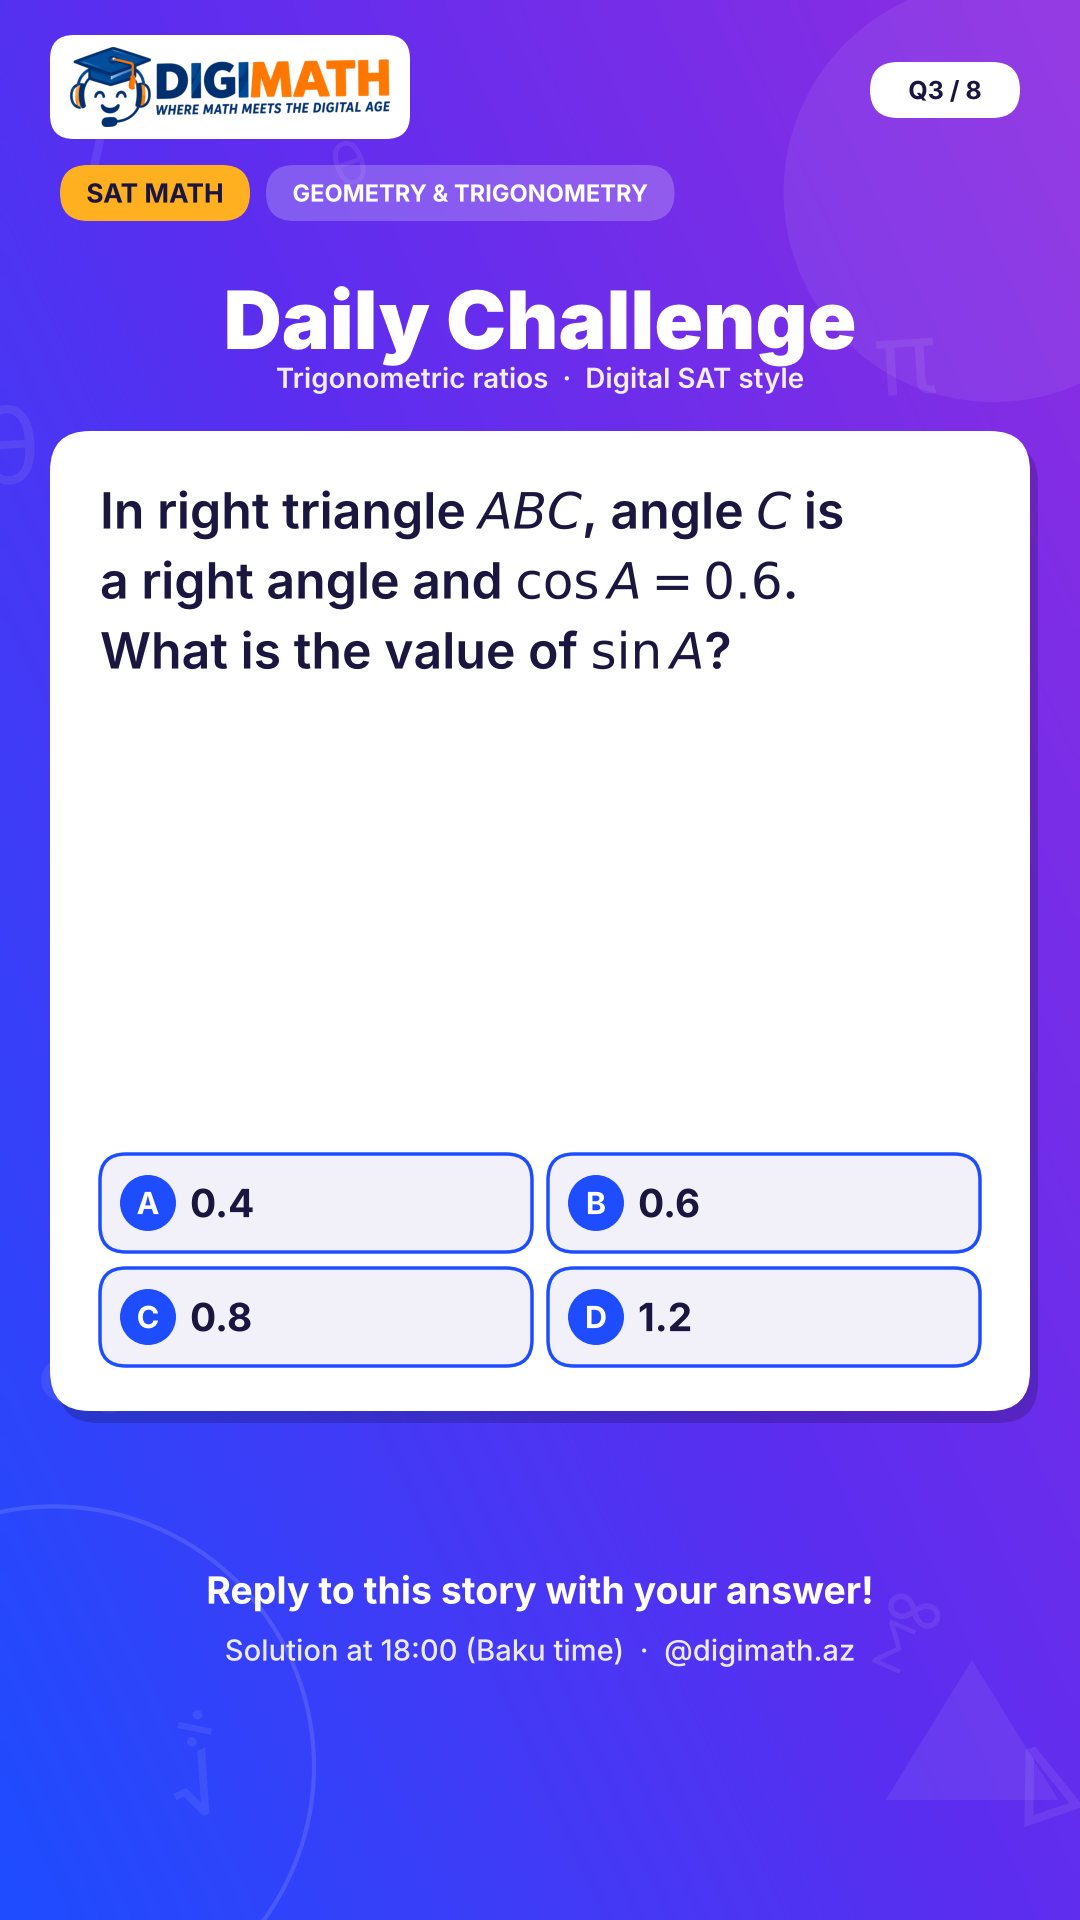 DIGIMATH
WHERE MATH MEETS THE DIGITAL AGE
Q3 / 8
SAT MATH
GEOMETRY & TRIGONOMETRY
Daily Challenge
Trigonometric ratios · Digital SAT style
In right triangle ABC, angle C is
a right angle and cos A = 0.6.
What is the value of sin A?
A 0.4
B 0.6
C 0.8
D 1.2
Reply to this story with your answer!
Solution at 18:00 (Baku time) · @digimath.az